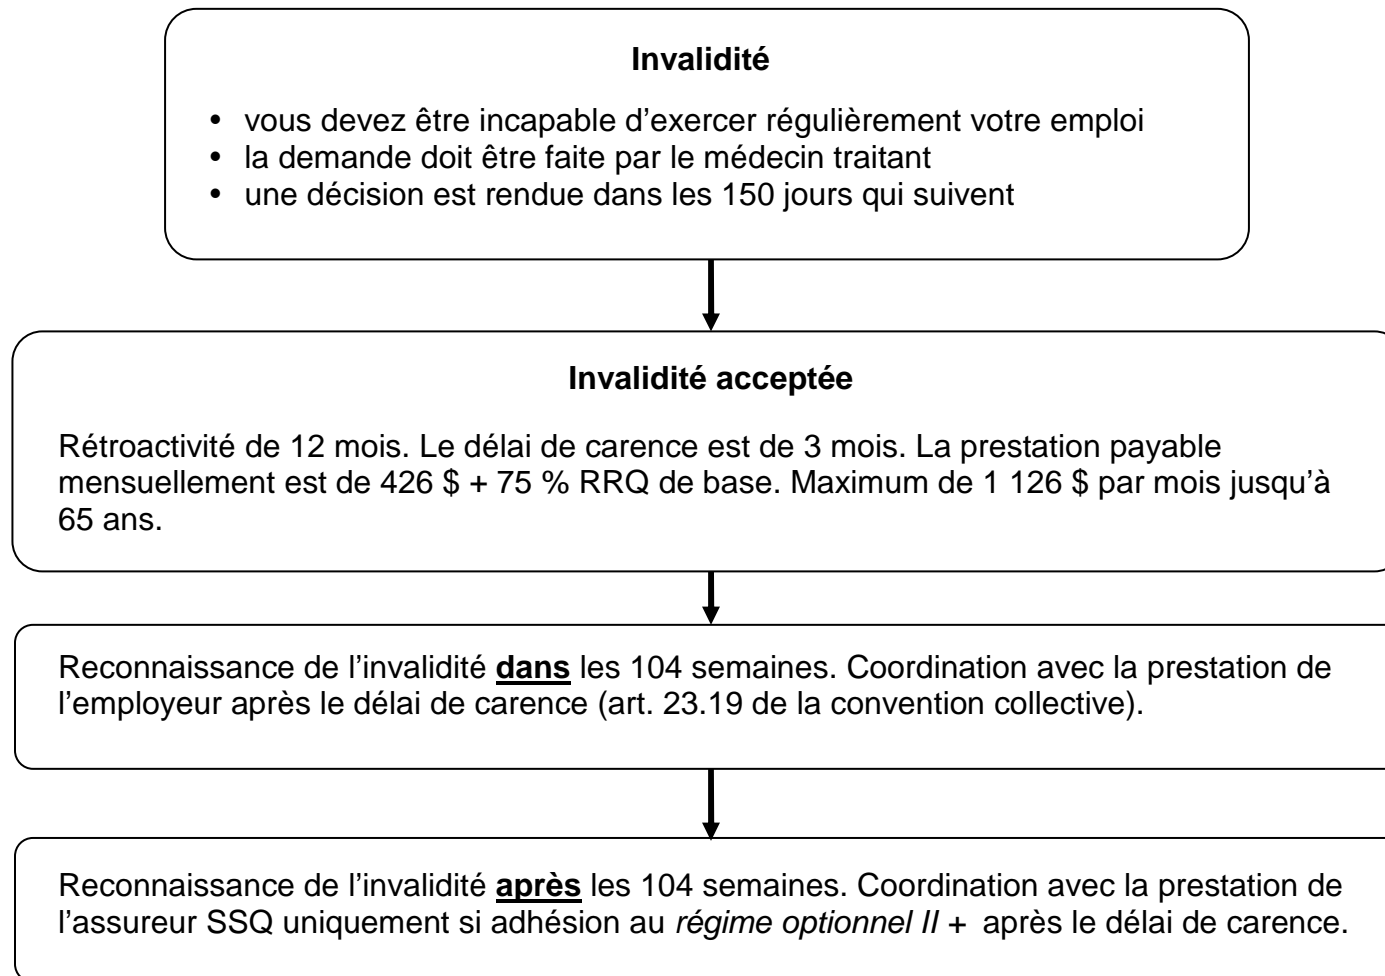 Invalidité
• vous devez être incapable d’exercer régulièrement votre emploi
• la demande doit être faite par le médecin traitant
• une décision est rendue dans les 150 jours qui suivent
Invalidité acceptée
Rétroactivité de 12 mois. Le délai de carence est de 3 mois. La prestation payable
mensuellement est de 426 $ + 75 % RRQ de base. Maximum de 1 126 $ par mois jusqu’à
65 ans.
Reconnaissance de l’invalidité dans les 104 semaines. Coordination avec la prestation de
l’employeur après le délai de carence (art. 23.19 de la convention collective).
Reconnaissance de l’invalidité après les 104 semaines. Coordination avec la prestation de
l’assureur SSQ uniquement si adhésion au régime optionnel II + après le délai de carence.